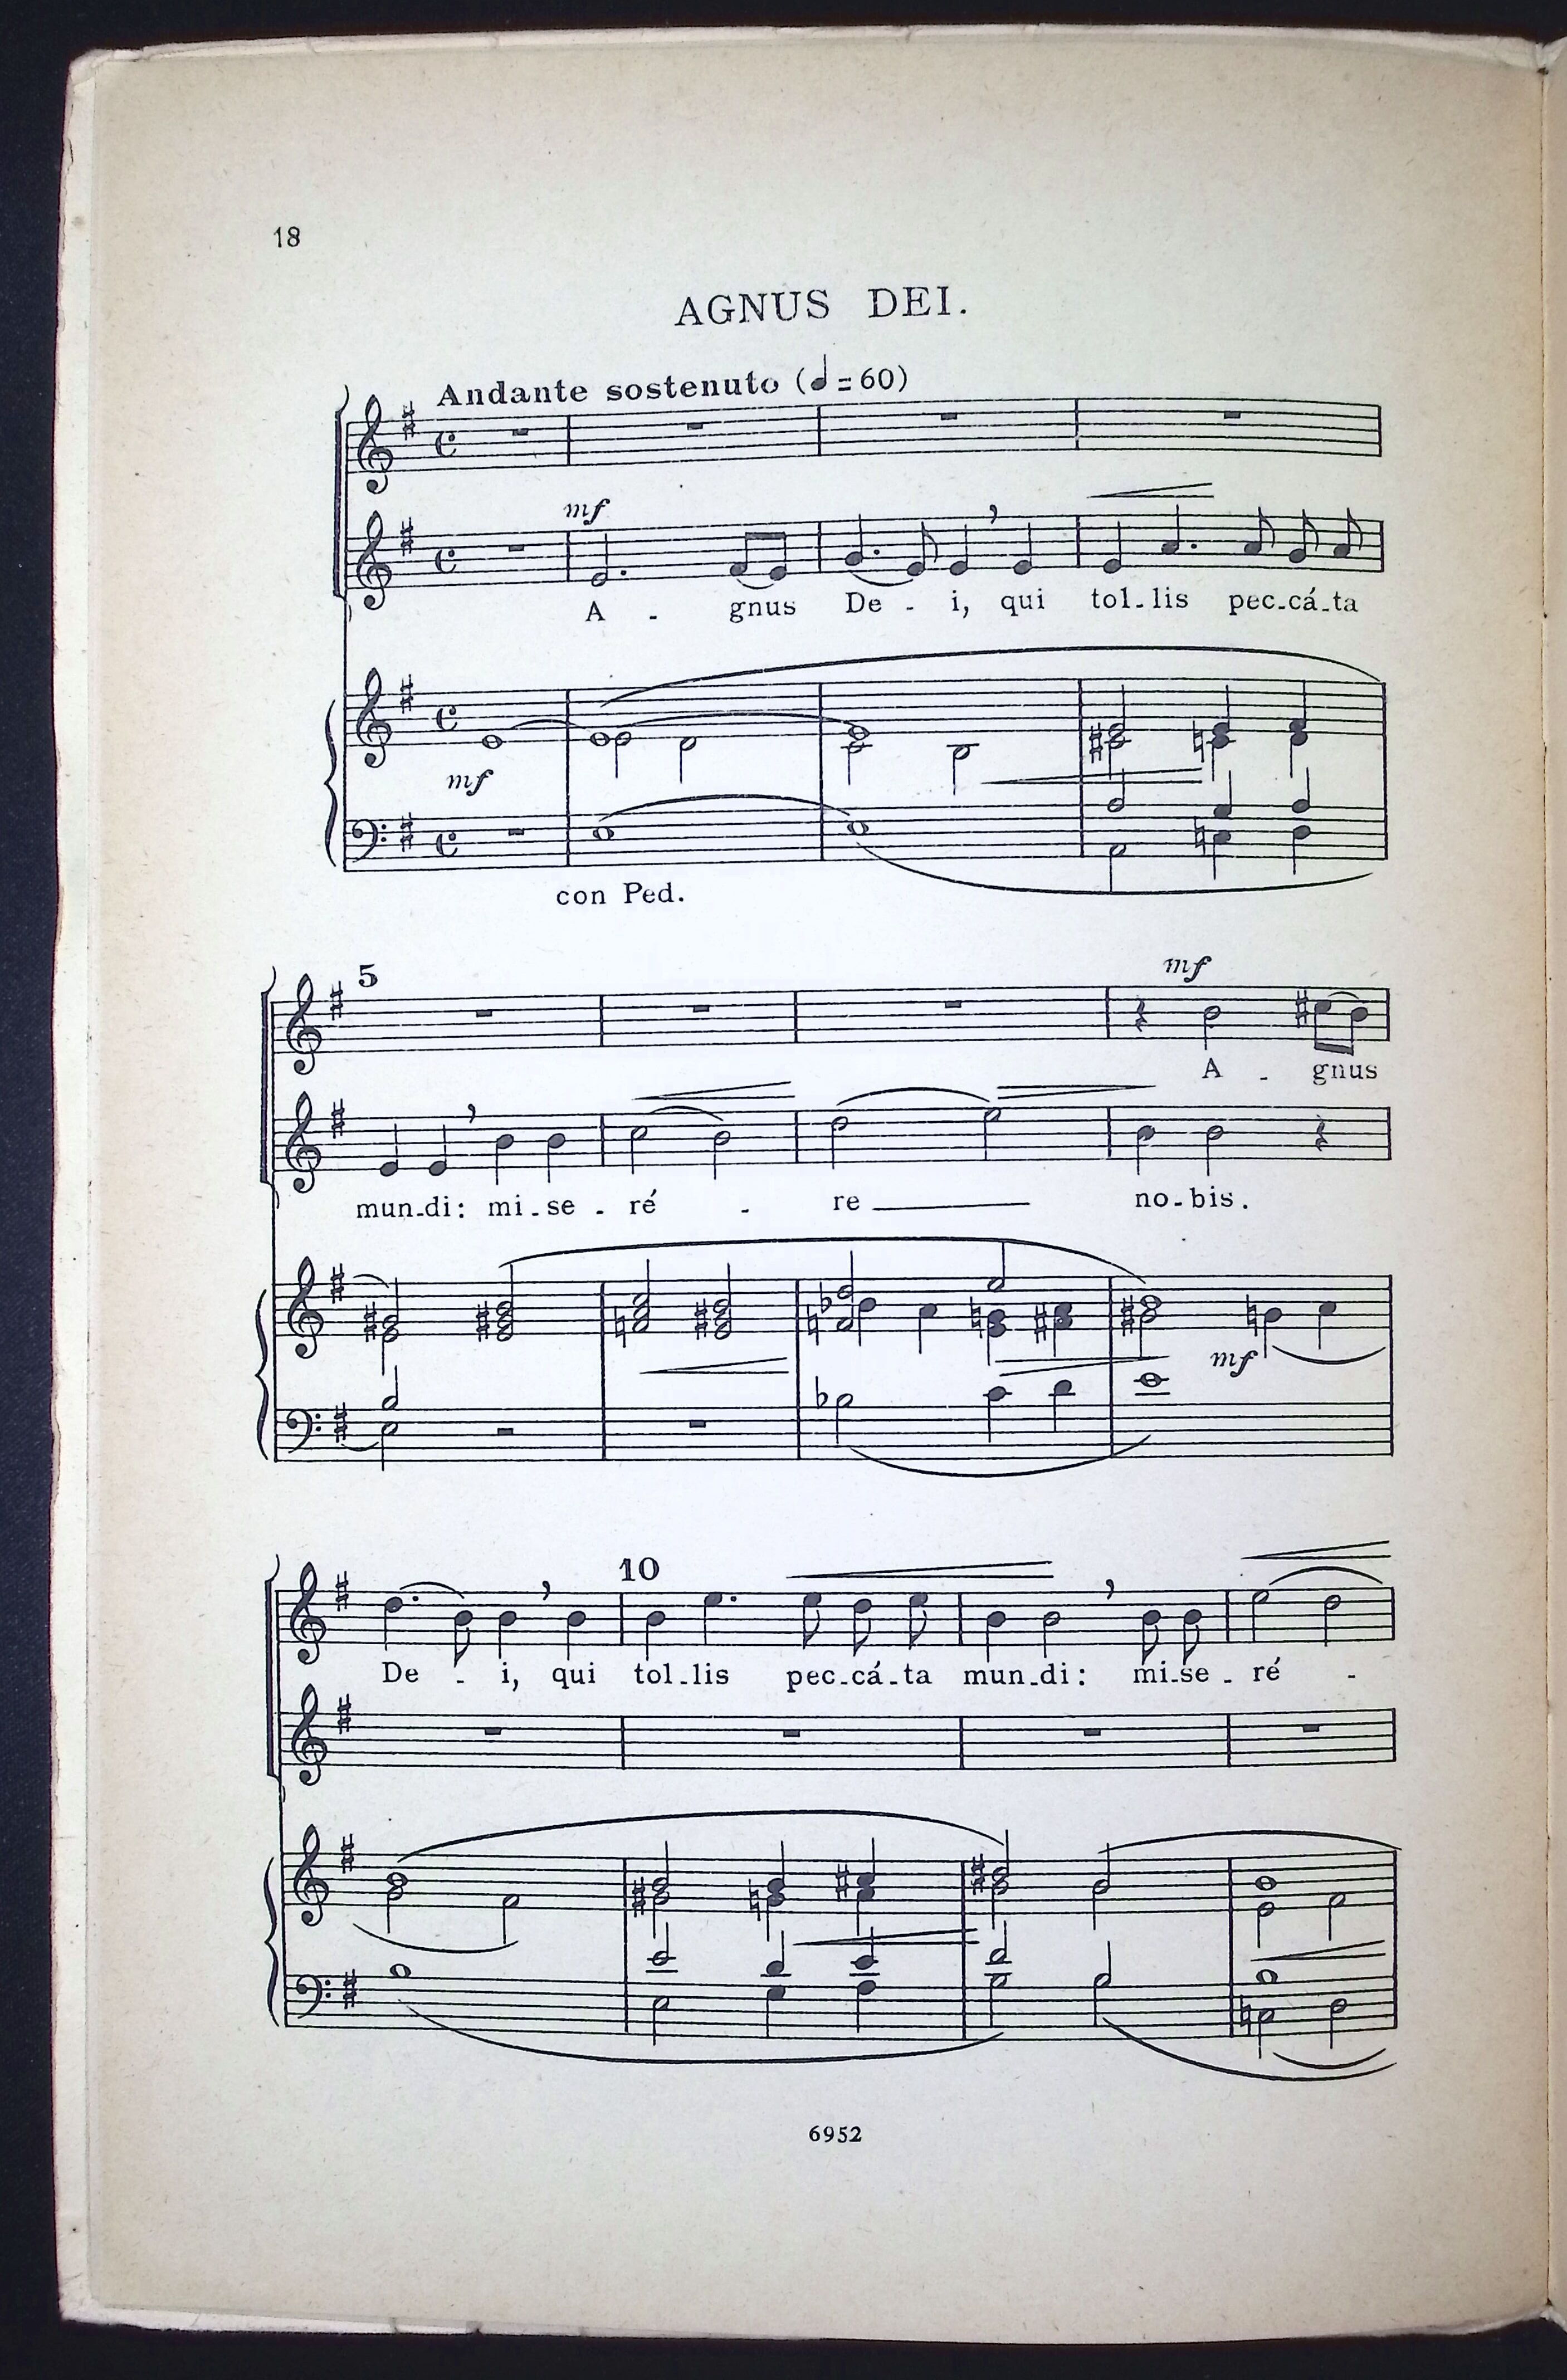 18
AGNUS DEI.
Andante sostenuto (𝅗𝅥 = 60)
mf
A - gnus De - i, qui tol-lis pec-cá-ta
mf
con Ped.
5
mf
A - gnus
mun-di: mi-se - ré - re no-bis.
mf
10
De - i, qui tol-lis pec-cá-ta mun-di: mi-se - ré -
6952